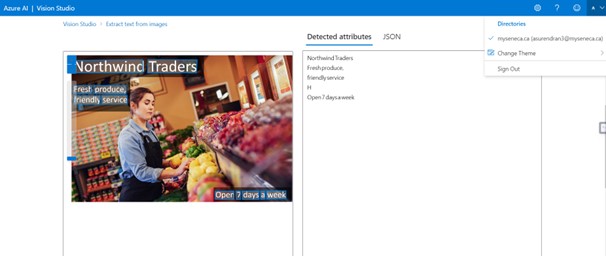 Azure AI | Vision Studio
Vision Studio > Extract text from images
Directories
myseneca.ca (asurendran3@myseneca.ca)
Change Theme
Sign Out
Detected attributes
JSON
Northwind Traders
Fresh produce,
friendly service
Open 7 days a week
Northwind Traders
Fresh produce,
friendly service
H
Open 7 days a week